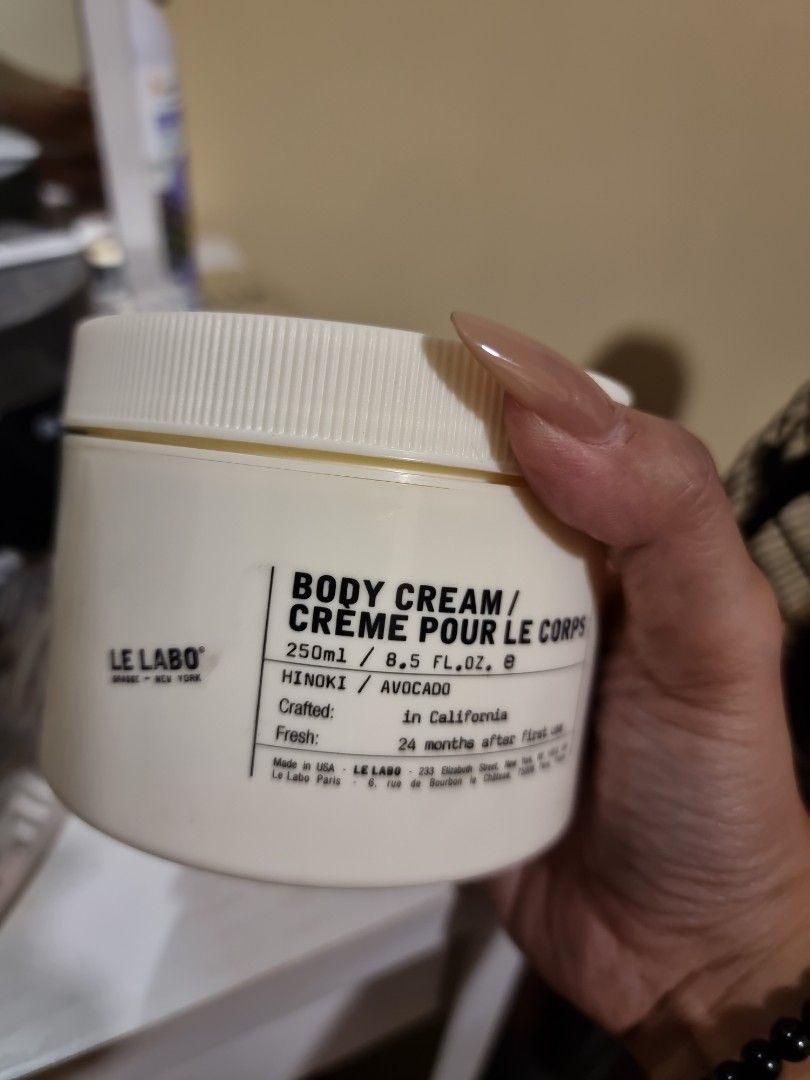 LE LABO®
GRASSE - NEW YORK
BODY CREAM/
CRÈME POUR LE CORPS
250ml / 8.5 FL.OZ. ℮
HINOKI / AVOCADO
Crafted: in California
Fresh: 24 months after first use
Made in USA - LE LABO - 233 Elizabeth Street, New York, NY
Le Labo Paris - 6, rue de Bourbon le Château, 75006